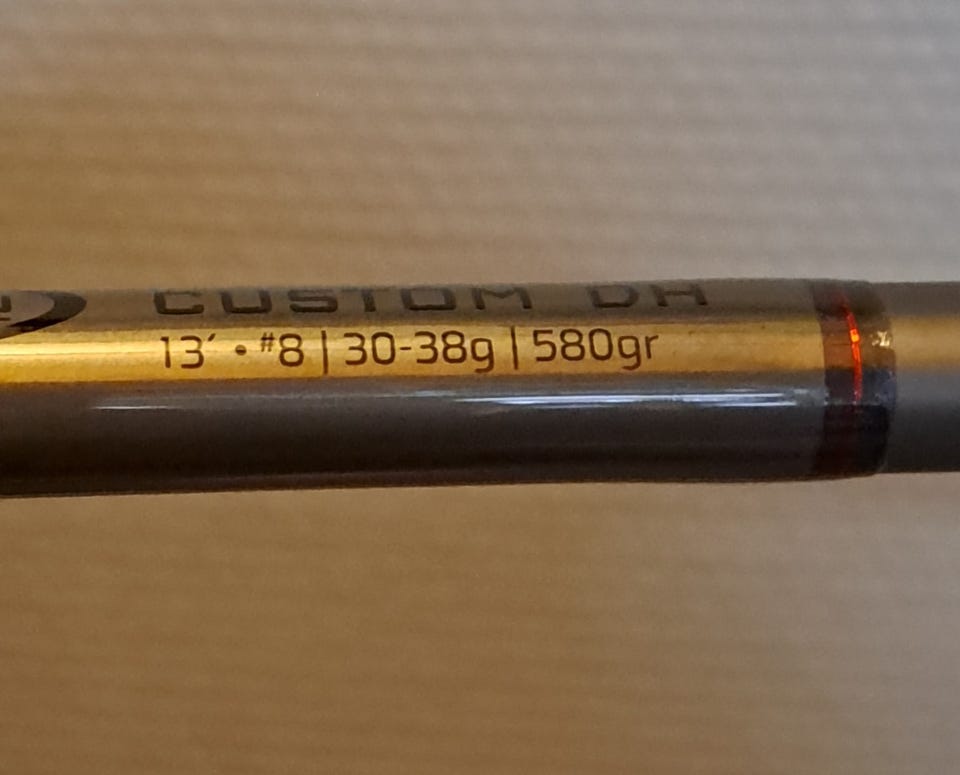 CUSTOM DH
13´ • #8 | 30-38g | 580gr